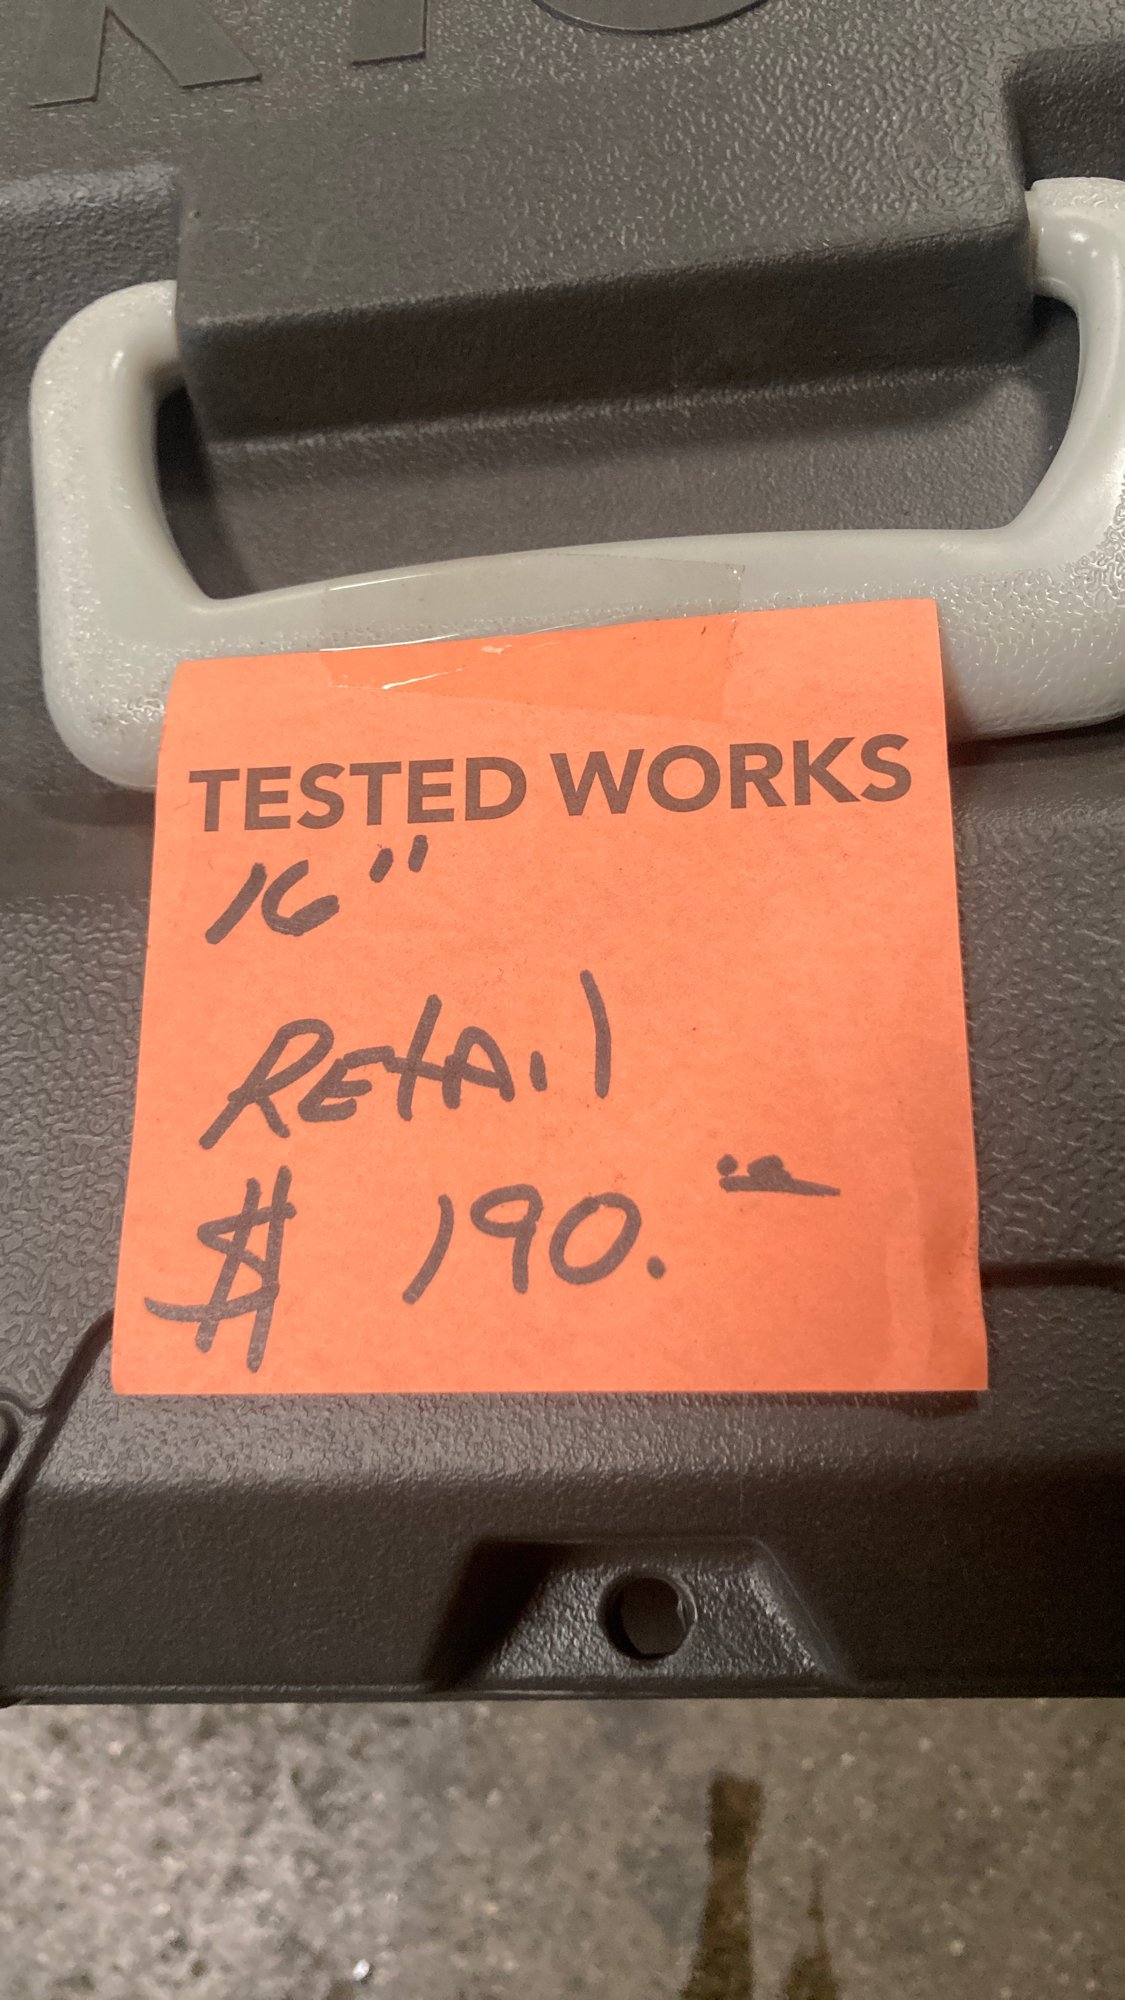 TESTED WORKS
16"
RETAIL
$ 190.